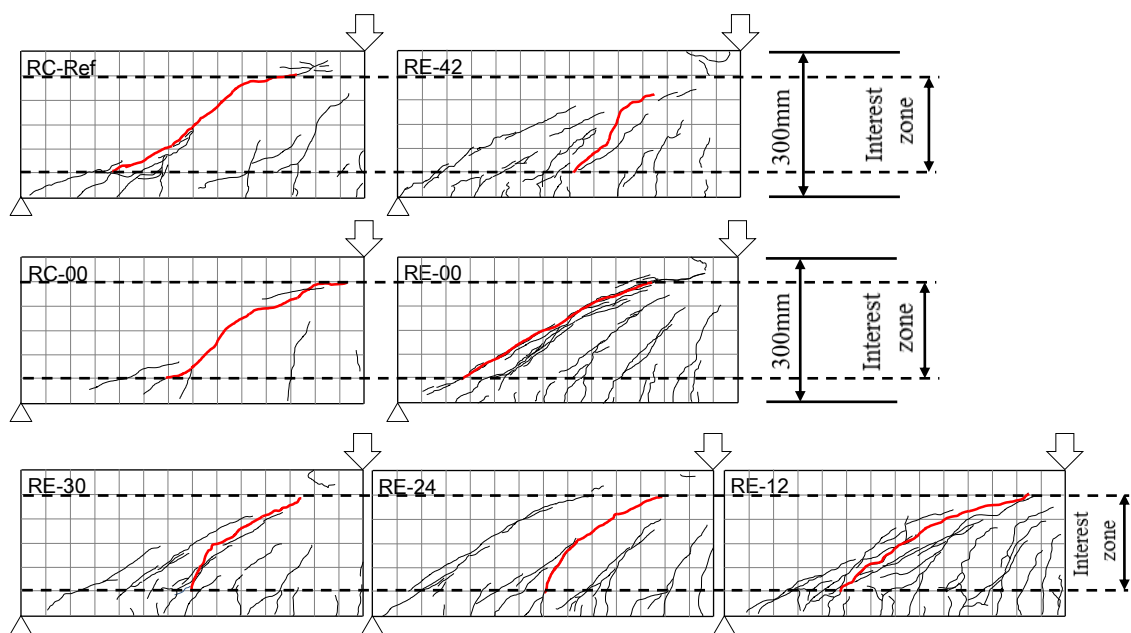 RC-Ref
RE-42
300mm
Interest
zone
RC-00
RE-00
300mm
Interest
zone
RE-30
RE-24
RE-12
Interest
zone